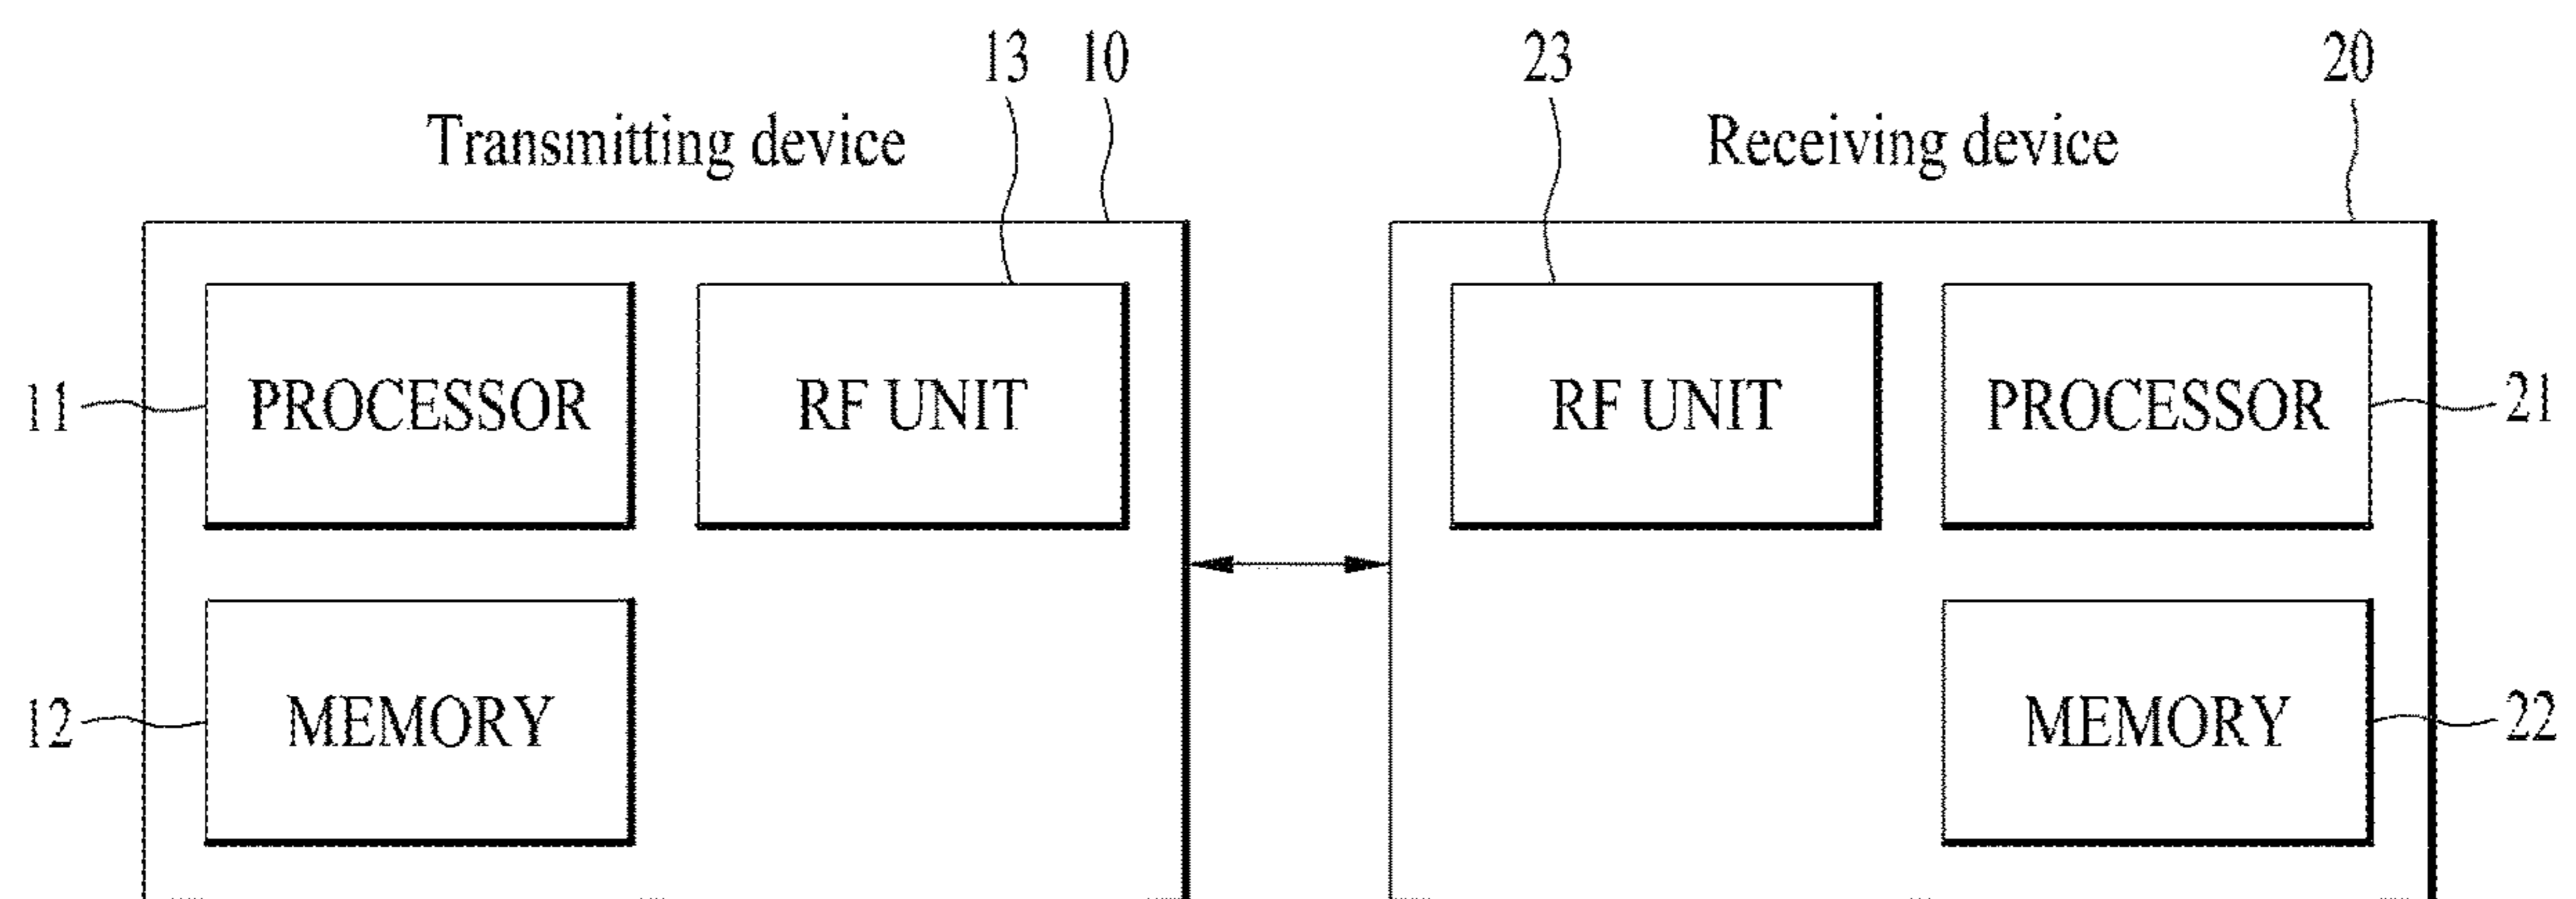 13 10 23 20
Transmitting device Receiving device
11 PROCESSOR RF UNIT RF UNIT PROCESSOR 21
12 MEMORY MEMORY 22